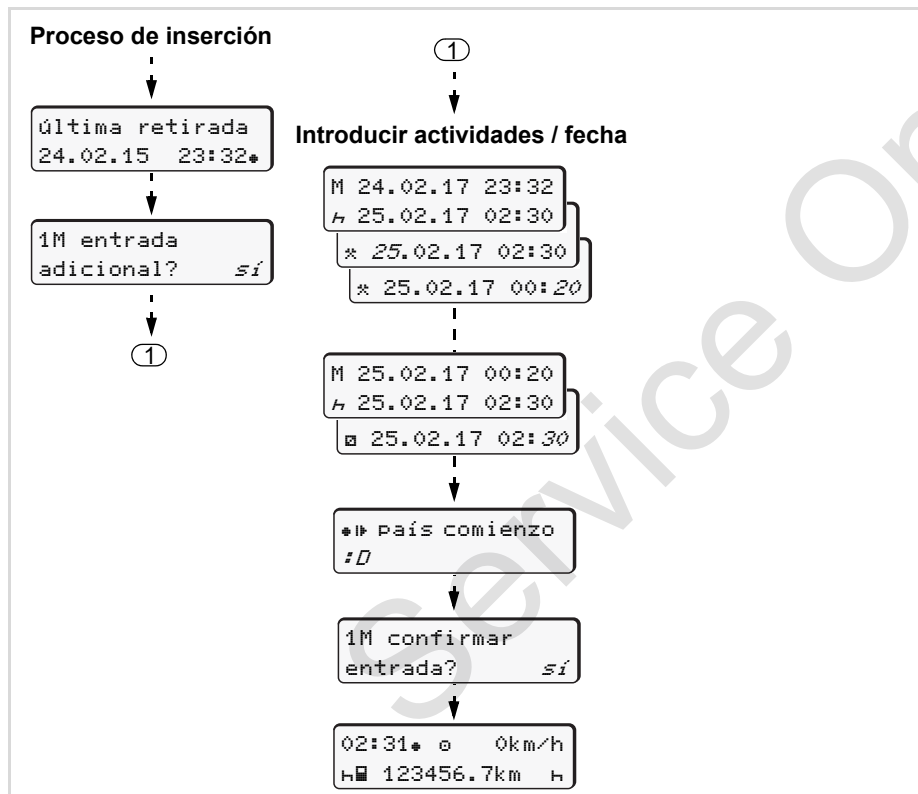 Proceso de inserción
última retirada
24.02.15 23:32
1M entrada
adicional? sí
1
1
Introducir actividades / fecha
M 24.02.17 23:32
25.02.17 02:30
25.02.17 02:30
25.02.17 00:20
M 25.02.17 00:20
25.02.17 02:30
25.02.17 02:30
país comienzo
:D
1M confirmar
entrada? sí
02:31 0km/h
123456.7km
Service O